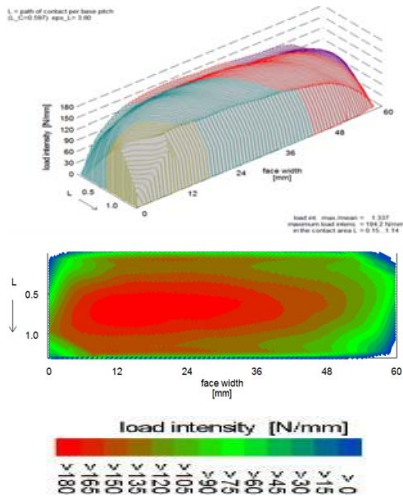 L = path of contact per base pitch
(L_C=0.597) eps_L= 3.60
load intensity [N/mm]
180
150
120
90
60
30
0
L
0.5
1.0
0
12
24
36
48
60
face width
[mm]
load int. max./mean = 1.337
maximum load intens. = 194.2 N/mm
in the contact area L = 0.15.. 1.14
L
0.5
1.0
0
12
24
36
48
60
face width
[mm]
load intensity [N/mm]
>180
>165
>150
>135
>120
>105
>90
>75
>60
>45
>30
>15
>0